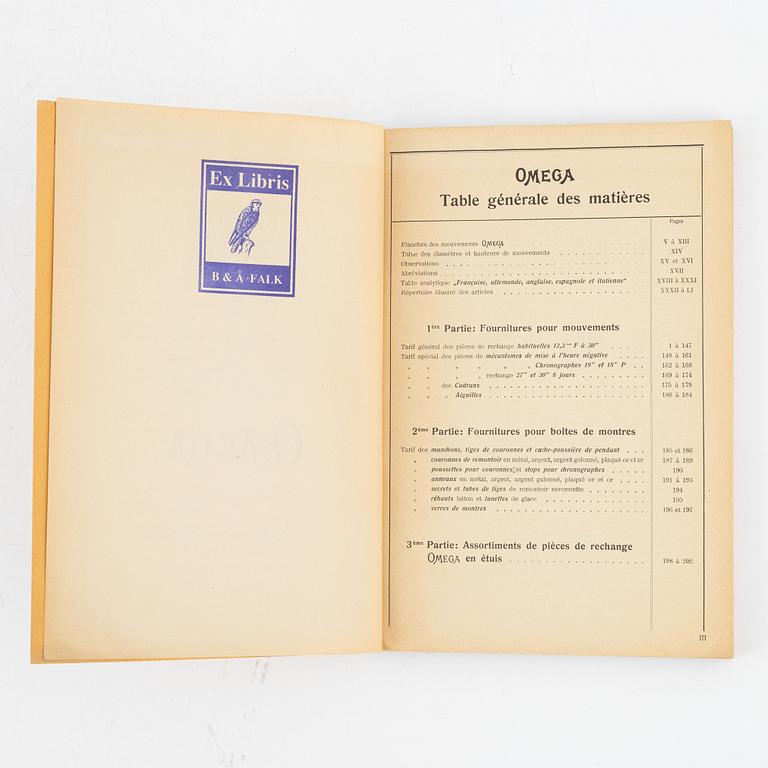 Ex Libris
B & A FALK
OMEGA
Table générale des matières
Pages
Planches des mouvements OMEGA V à XIII
Table des diamètres et hauteurs de mouvements XIV
Observations XV et XVI
Abréviations XVII
Table analytique „Française, allemande, anglaise, espagnole et italienne“ XVIII à XXXI
Répertoire illustré des articles XXXII à LI
1ère Partie: Fournitures pour mouvements
Tarif général des pièces de rechange habituelles 12,3''' F à 30''' 1 à 147
Tarif spécial des pièces de mécanismes de mise à l'heure négative 148 à 161
„ „ „ „ „ „ Chronographes 19''' et 18''' P 162 à 168
„ „ „ „ rechange 27''' et 30''' 8 jours 169 à 174
„ „ des Cadrans 175 à 179
„ „ „ Aiguilles 180 à 184
2ème Partie: Fournitures pour boîtes de montres
Tarif des manchons, tiges de couronnes et cache-poussière de pendant 185 et 186
„ couronnes de remontoir en métal, argent, argent galonné, plaqué or et or 187 à 189
„ poussettes pour couronnes et stops pour chronographes 190
„ anneaux en métal, argent, argent galonné, plaqué or et or 191 à 193
„ secrets et tubes de tiges de remontoir savonnette 194
„ réhauts laiton et lunettes de glace 195
„ verres de montres 196 et 197
3ème Partie: Assortiments de pièces de rechange
OMEGA en étuis 198 à 202
III